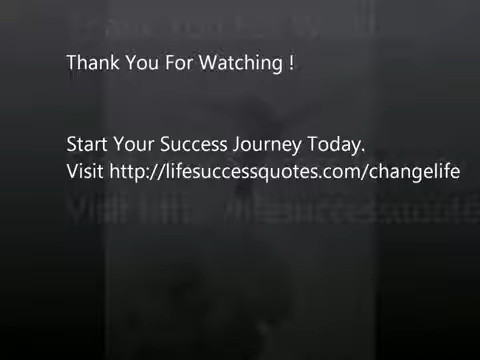 Thank You For Watching !
Start Your Success Journey Today.
Visit http://lifesuccessquotes.com/changelife